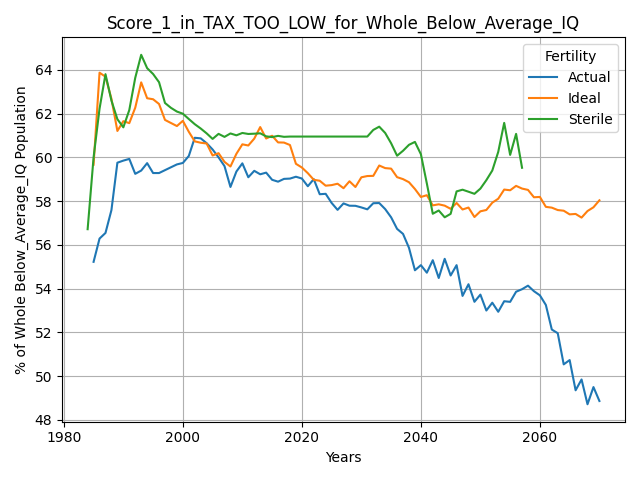 Score_1_in_TAX_TOO_LOW_for_Whole_Below_Average_IQ
% of Whole Below_Average_IQ Population
64
62
60
58
56
54
52
50
48
Fertility
Actual
Ideal
Sterile
1980
2000
2020
2040
2060
Years